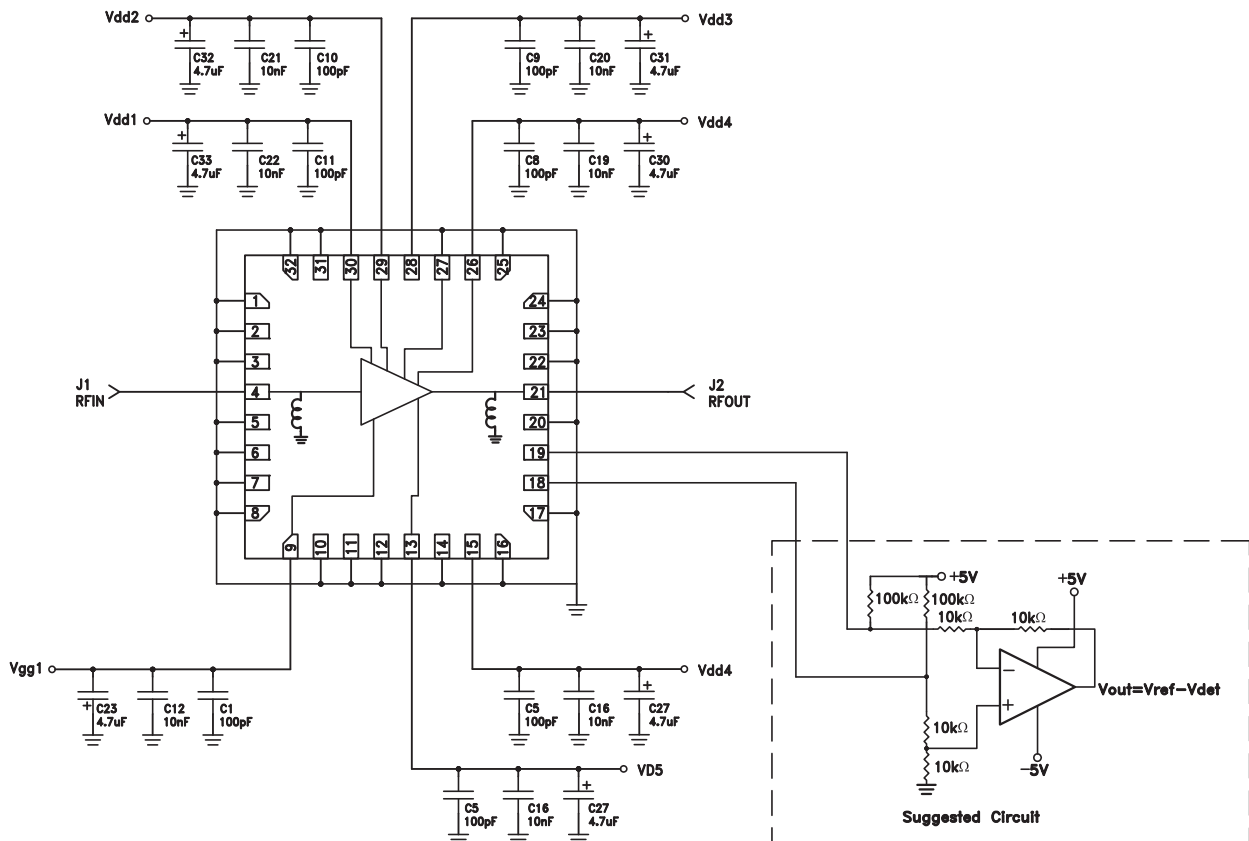 Vdd2
C32
4.7uF
C21
10nF
C10
100pF
Vdd3
C9
100pF
C20
10nF
C31
4.7uF
Vdd1
C33
4.7uF
C22
10nF
C11
100pF
Vdd4
C8
100pF
C19
10nF
C30
4.7uF
32
31
30
29
28
27
26
25
1
2
3
4
5
6
7
8
24
23
22
21
20
19
18
17
J1
RFIN
J2
RFOUT
9
10
11
12
13
14
15
16
Vgg1
C23
4.7uF
C12
10nF
C1
100pF
Vdd4
C5
100pF
C16
10nF
C27
4.7uF
VD5
C5
100pF
C16
10nF
C27
4.7uF
+5V
+5V
100kΩ
100kΩ
10kΩ
10kΩ
−
+
Vout=Vref-Vdet
10kΩ
10kΩ
-5V
Suggested Circuit